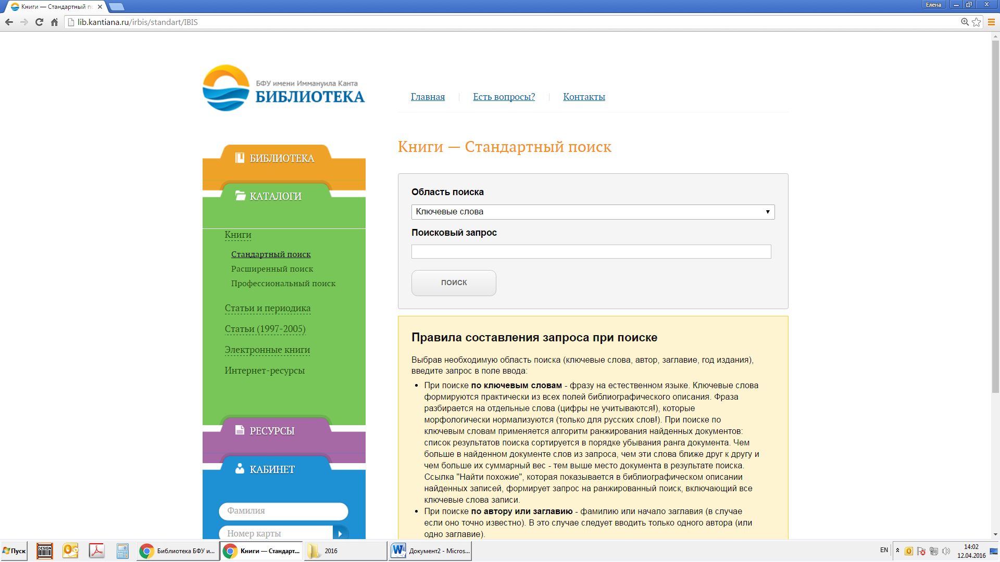 Книги — Стандартный п
Елена
lib.kantiana.ru/irbis/standart/IBIS
БФУ имени Иммануила Канта
БИБЛИОТЕКА
Главная
Есть вопросы?
Контакты
БИБЛИОТЕКА
КАТАЛОГИ
Книги
Стандартный поиск
Расширенный поиск
Профессиональный поиск
Статьи и периодика
Статьи (1997-2005)
Электронные книги
Интернет-ресурсы
РЕСУРСЫ
КАБИНЕТ
Фамилия
Номер карты
Книги — Стандартный поиск
Область поиска
Ключевые слова
Поисковый запрос
ПОИСК
Правила составления запроса при поиске
Выбрав необходимую область поиска (ключевые слова, автор, заглавие, год издания),
введите запрос в поле ввода:
• При поиске по ключевым словам - фразу на естественном языке. Ключевые слова
формируются практически из всех полей библиографического описания. Фраза
разбирается на отдельные слова (цифры не учитываются!), которые
морфологически нормализуются (только для русских слов!). При поиске по
ключевым словам применяется алгоритм ранжирования найденных документов:
список результатов поиска сортируется в порядке убывания ранга документа. Чем
больше в найденном документе слов из запроса, чем эти слова ближе друг к другу и
чем больше их суммарный вес - тем выше место документа в результате поиска.
Ссылка "Найти похожие", которая показывается в библиографическом описании
найденных записей, формирует запрос на ранжированный поиск, включающий все
ключевые слова записи.
• При поиске по автору или заглавию - фамилию или начало заглавия (в случае
если оно точно известно). В это случае следует вводить только одного автора (или
одно заглавие).
Пуск
DESIGN
Библиотека БФУ и...
Книги — Стандарт...
2016
Документ2 - Micros...
EN
14:02
12.04.2016